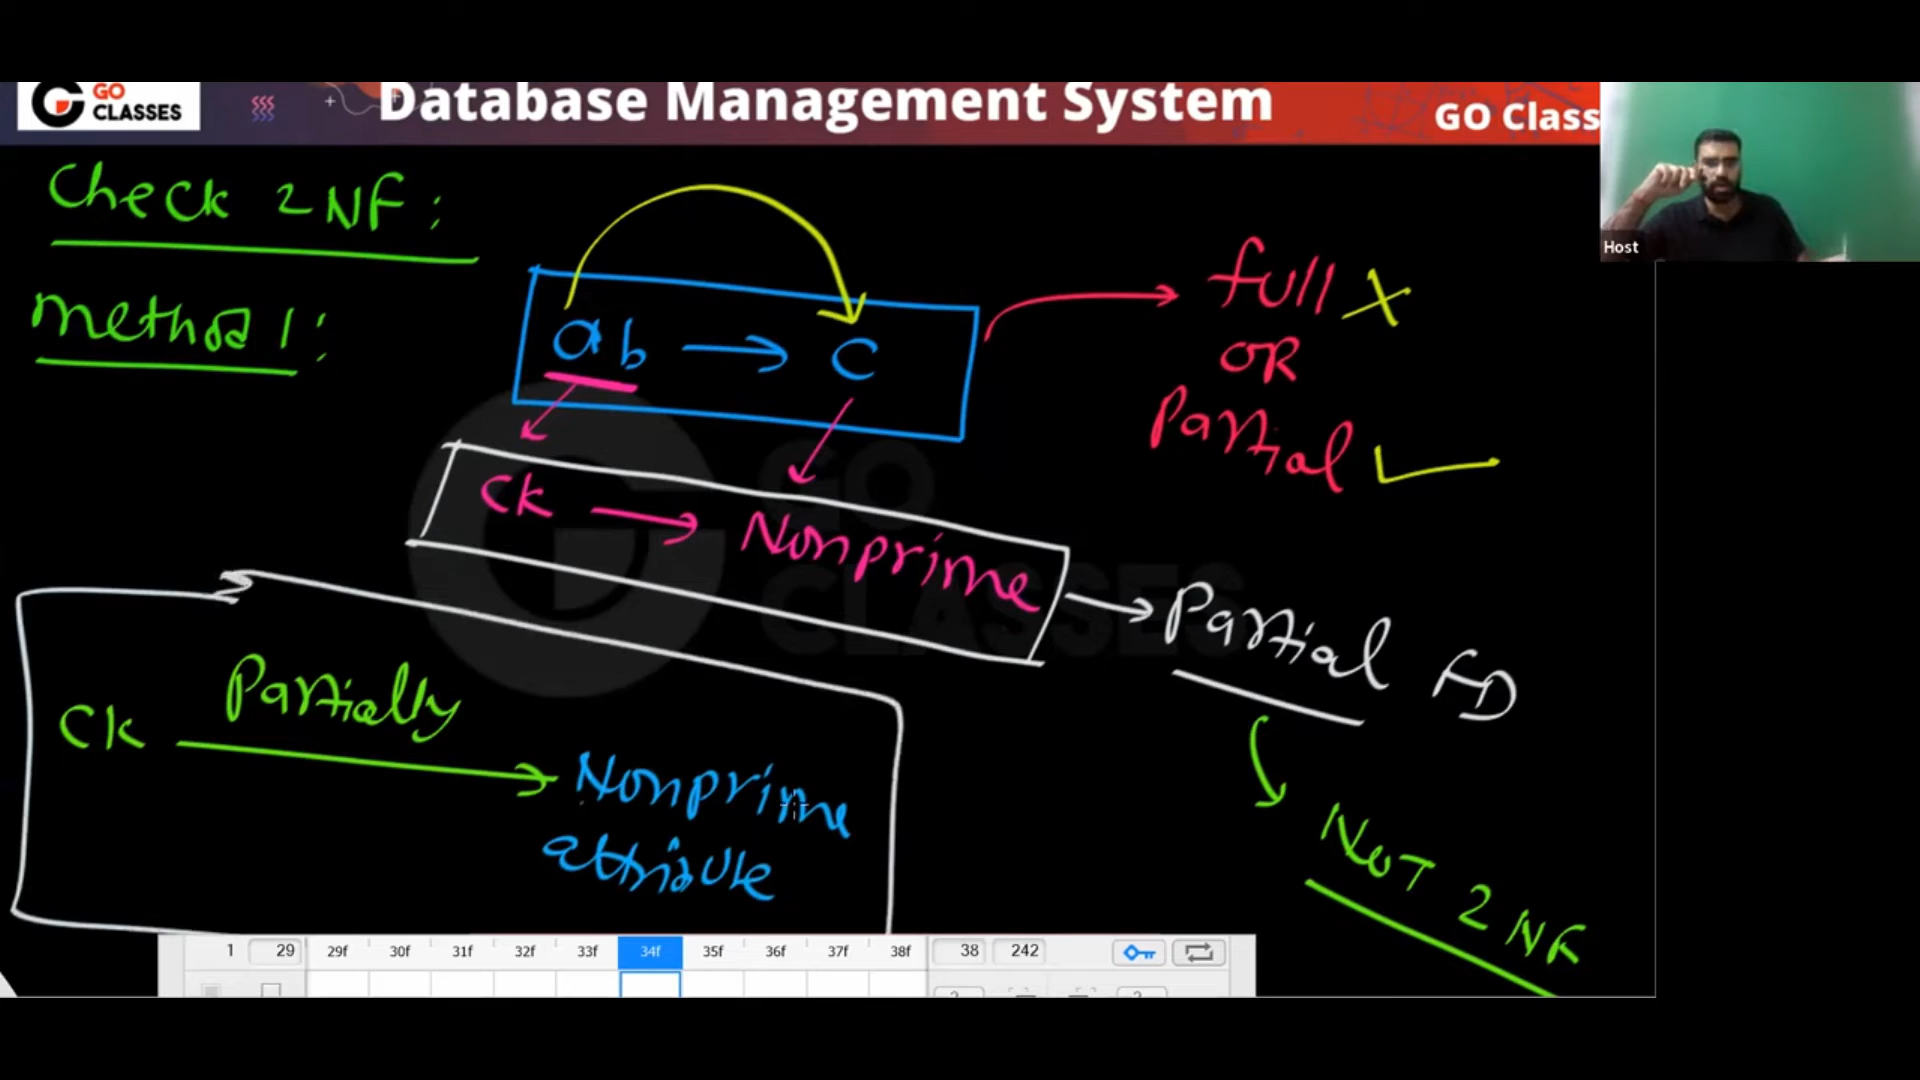 GO CLASSES
Database Management System
GO Class
Host
Check 2NF:
method 1:
ab → C
full X
OR
Partial ✓
Ck → Nonprime
→ Partial FD
Not 2NF
Ck Partially → Nonprime
attribute
GO
CLASSES
1 29 29f 30f 31f 32f 33f 34f 35f 36f 37f 38f 38 242